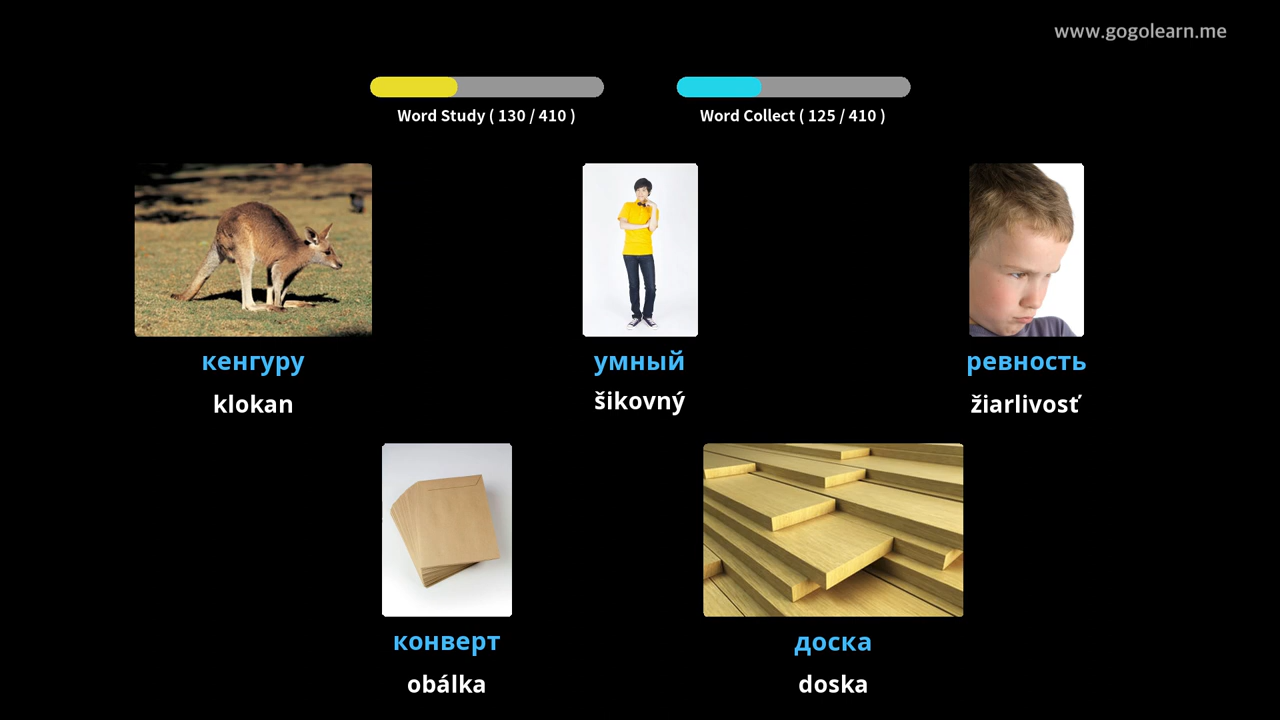 www.gogolearn.me
Word Study ( 130 / 410 )
Word Collect ( 125 / 410 )
кенгуру
klokan
умный
šikovný
ревность
žiarlivosť
конверт
obálka
доска
doska